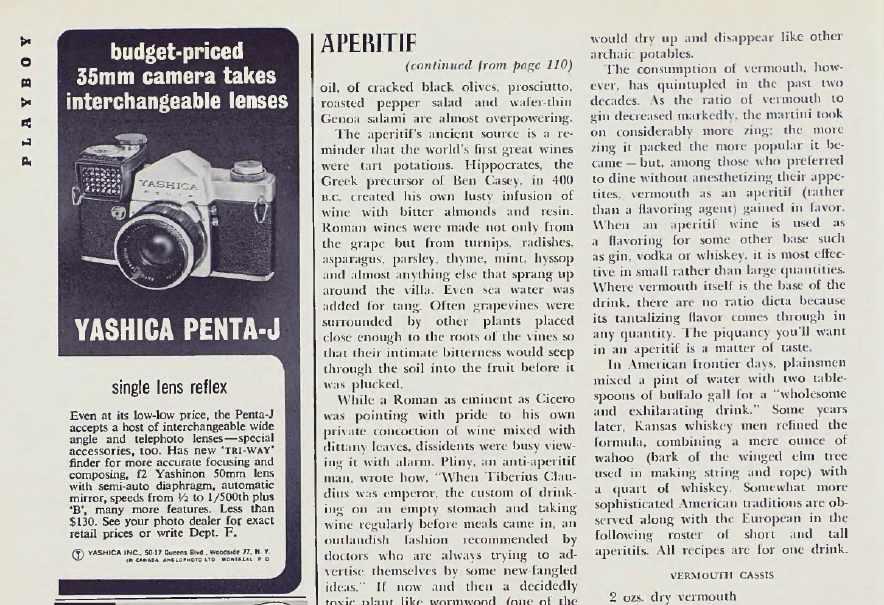 PLAYBOY
budget-priced
35mm camera takes
interchangeable lenses
YASHICA
YASHICA PENTA-J
single lens reflex
Even at its low-low price, the Penta-J
accepts a host of interchangeable wide
angle and telephoto lenses—special
accessories, too. Has new 'TRI-WAY'
finder for more accurate focusing and
composing, f2 Yashinon 50mm lens
with semi-auto diaphragm, automatic
mirror, speeds from ½ to 1/500th plus
'B', many more features. Less than
$130. See your photo dealer for exact
retail prices or write Dept. F.
YASHICA INC., 50-17 Queens Blvd., Woodside 77, N. Y.
IN CANADA: ANGLOPHOTO LTD. MONTREAL, P. Q.
APERITIF
(continued from page 110)
oil, of cracked black olives, prosciutto,
roasted pepper salad and wafer-thin
Genoa salami are almost overpowering.
The aperitif's ancient source is a re-
minder that the world's first great wines
were tart potations. Hippocrates, the
Greek precursor of Ben Casey, in 400
B.C. created his own lusty infusion of
wine with bitter almonds and resin.
Roman wines were made not only from
the grape but from turnips, radishes,
asparagus, parsley, thyme, mint, hyssop
and almost anything else that sprang up
around the villa. Even sea water was
added for tang. Often grapevines were
surrounded by other plants placed
close enough to the roots of the vines so
that their intimate bitterness would seep
through the soil into the fruit before it
was plucked.
While a Roman as eminent as Cicero
was pointing with pride to his own
private concoction of wine mixed with
dittany leaves, dissidents were busy view-
ing it with alarm. Pliny, an anti-aperitif
man, wrote how, "When Tiberius Clau-
dius was emperor, the custom of drink-
ing on an empty stomach and taking
wine regularly before meals came in, an
outlandish fashion recommended by
doctors who are always trying to ad-
vertise themselves by some new-fangled
ideas." If now and then a decidedly
toxic plant like wormwood (one of the
would dry up and disappear like other
archaic potables.
The consumption of vermouth, how-
ever, has quintupled in the past two
decades. As the ratio of vermouth to
gin decreased markedly, the martini took
on considerably more zing; the more
zing it packed the more popular it be-
came — but, among those who preferred
to dine without anesthetizing their appe-
tites, vermouth as an aperitif (rather
than a flavoring agent) gained in favor.
When an aperitif wine is used as
a flavoring for some other base such
as gin, vodka or whiskey, it is most effec-
tive in small rather than large quantities.
Where vermouth itself is the base of the
drink, there are no ratio dicta because
its tantalizing flavor comes through in
any quantity. The piquancy you'll want
in an aperitif is a matter of taste.
In American frontier days, plainsmen
mixed a pint of water with two table-
spoons of buffalo gall for a "wholesome
and exhilarating drink." Some years
later, Kansas whiskey men refined the
formula, combining a mere ounce of
wahoo (bark of the winged elm tree
used in making string and rope) with
a quart of whiskey. Somewhat more
sophisticated American traditions are ob-
served along with the European in the
following roster of short and tall
aperitifs. All recipes are for one drink.
VERMOUTH CASSIS
2 ozs. dry vermouth